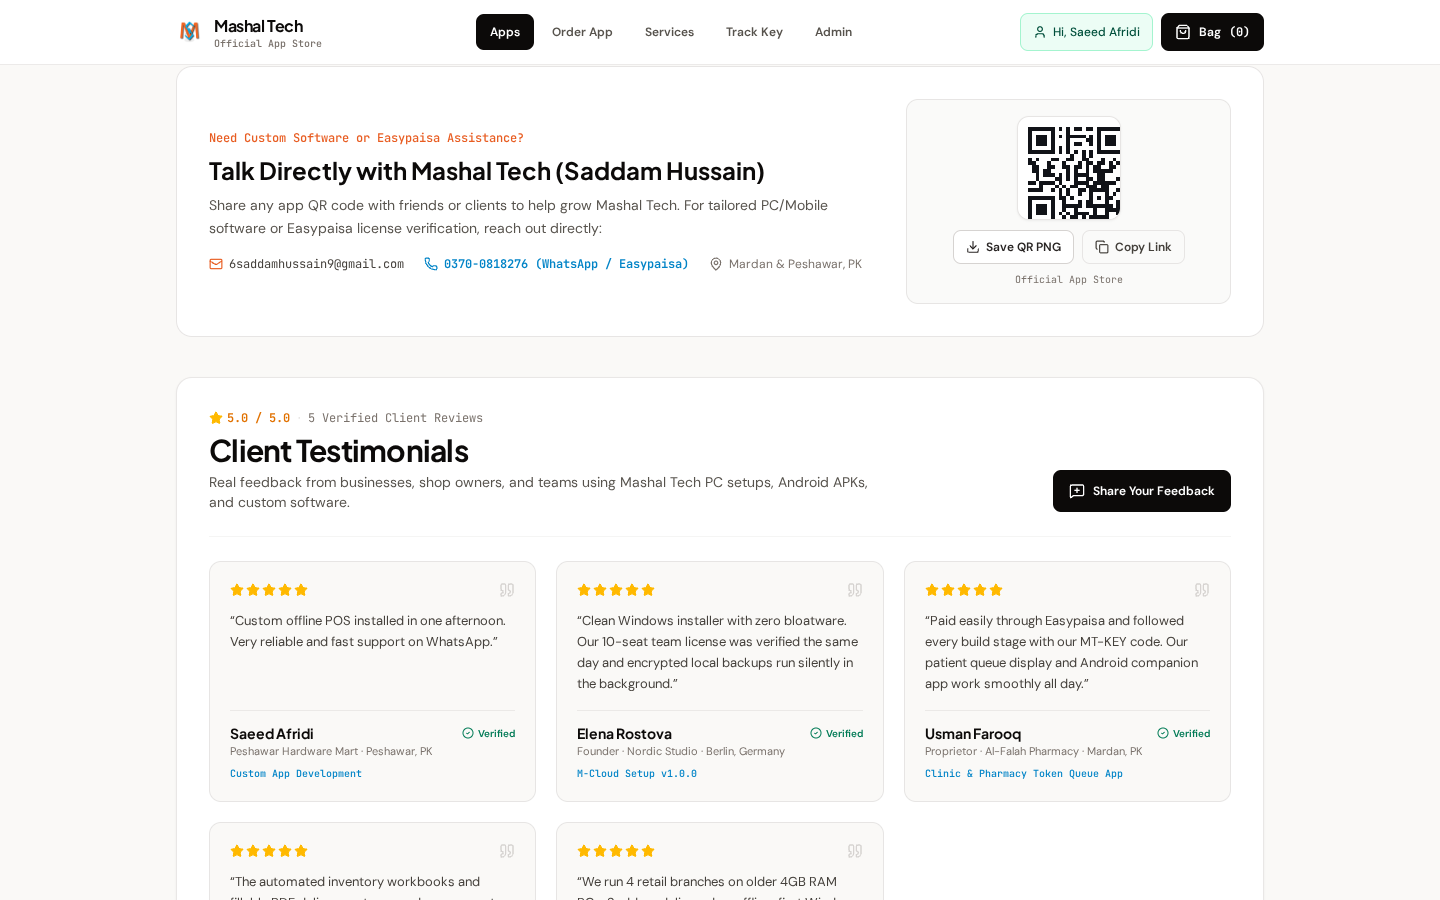 Mashal Tech
Official App Store
Apps
Order App
Services
Track Key
Admin
Hi, Saeed Afridi
Bag (0)
Need Custom Software or Easypaisa Assistance?
Talk Directly with Mashal Tech (Saddam Hussain)
Share any app QR code with friends or clients to help grow Mashal Tech. For tailored PC/Mobile
software or Easypaisa license verification, reach out directly:
6saddamhussain9@gmail.com
0370-0818276 (WhatsApp / Easypaisa)
Mardan & Peshawar, PK
Save QR PNG
Copy Link
Official App Store
5.0 / 5.0 · 5 Verified Client Reviews
Client Testimonials
Real feedback from businesses, shop owners, and teams using Mashal Tech PC setups, Android APKs,
and custom software.
Share Your Feedback
“Custom offline POS installed in one afternoon.
Very reliable and fast support on WhatsApp.”
Saeed Afridi
Verified
Peshawar Hardware Mart · Peshawar, PK
Custom App Development
“Clean Windows installer with zero bloatware.
Our 10-seat team license was verified the same
day and encrypted local backups run silently in
the background.”
Elena Rostova
Verified
Founder · Nordic Studio · Berlin, Germany
M-Cloud Setup v1.0.0
“Paid easily through Easypaisa and followed
every build stage with our MT-KEY code. Our
patient queue display and Android companion
app work smoothly all day.”
Usman Farooq
Verified
Proprietor · Al-Falah Pharmacy · Mardan, PK
Clinic & Pharmacy Token Queue App
“The automated inventory workbooks and
“We run 4 retail branches on older 4GB RAM